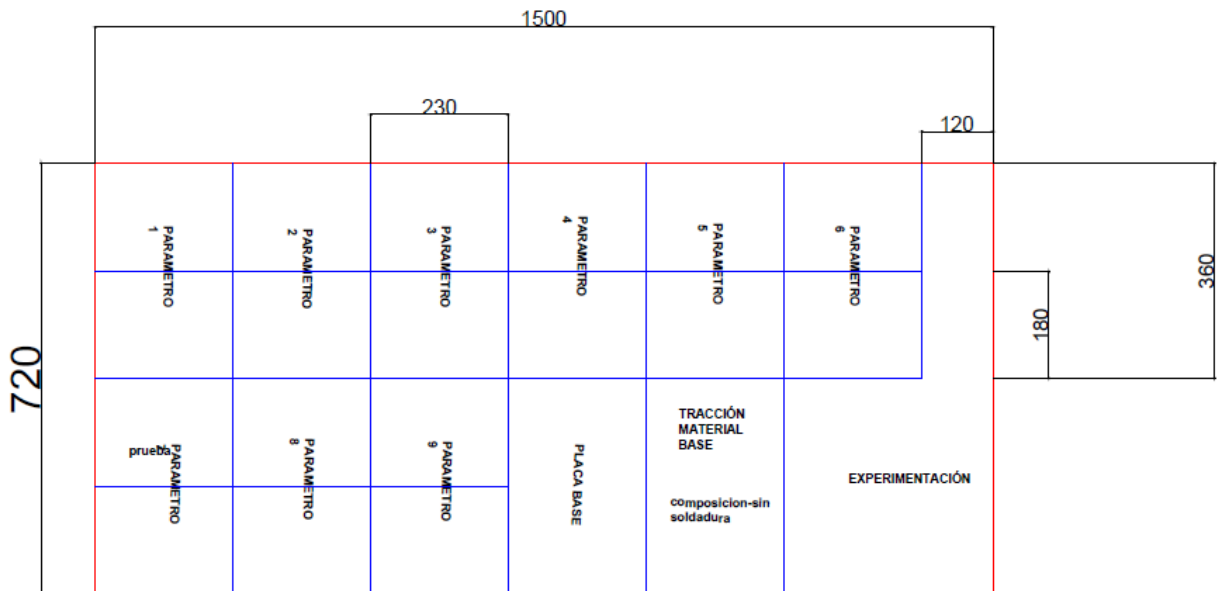 1500
230
120
PARAMETRO
1
PARAMETRO
2
PARAMETRO
3
PARAMETRO
4
PARAMETRO
5
PARAMETRO
6
360
180
720
prueba
PARAMETRO
7
PARAMETRO
8
PARAMETRO
9
PLACA BASE
TRACCIÓN
MATERIAL
BASE
composicion-sin
soldadura
EXPERIMENTACIÓN